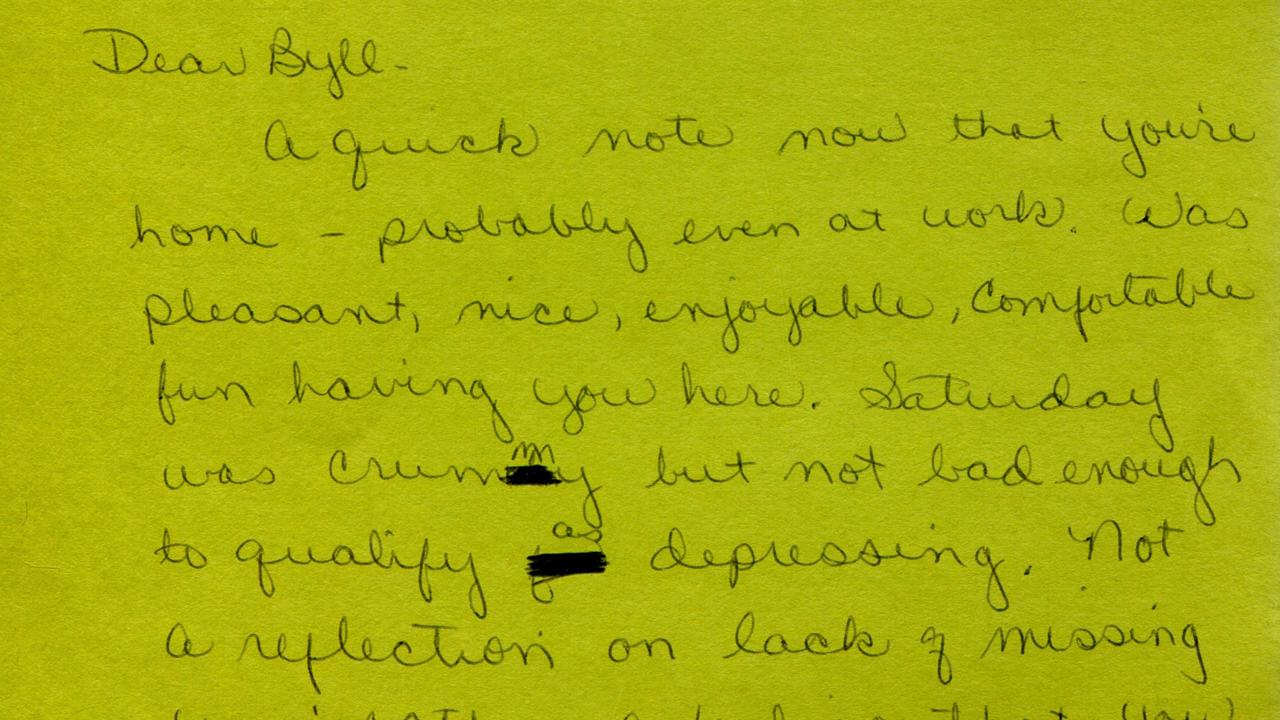 Dear Byll-
A quick note now that you're
home - probably even at work. Was
pleasant, nice, enjoyable, comfortable
fun having you here. Saturday
was crummy but not bad enough
to qualify as depressing. Not
a reflection on lack of missing
that you